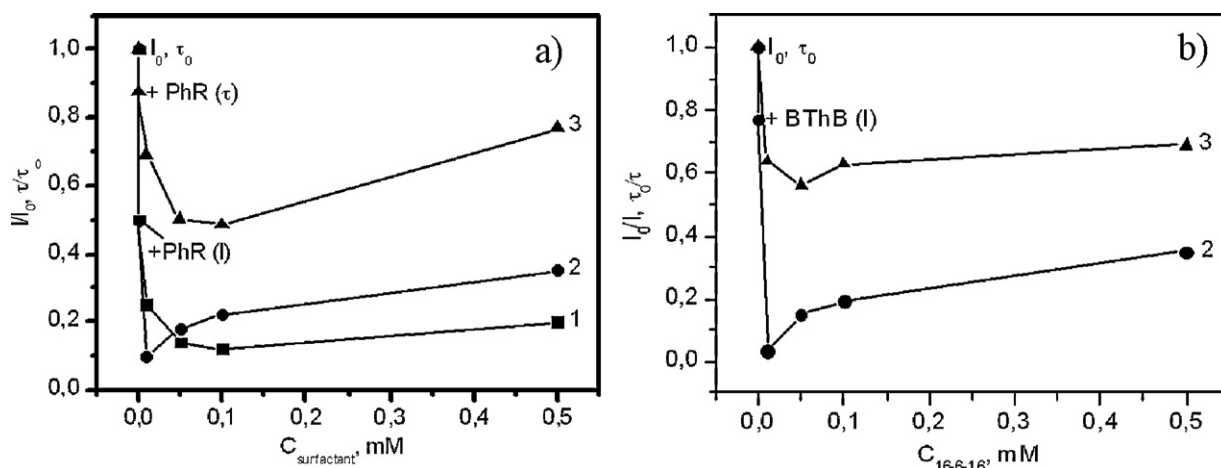 a)
I₀, τ₀
+ PhR (τ)
+PhR (I)
3
2
1
1,0
0,8
0,6
0,4
0,2
0,0
I/I₀, τ/τ₀
0,0 0,1 0,2 0,3 0,4 0,5
C surfactant, mM
b)
I₀, τ₀
+ BThB (I)
3
2
1,0
0,8
0,6
0,4
0,2
0,0
I₀/I, τ₀/τ
0,0 0,1 0,2 0,3 0,4 0,5
C 16-6-16, mM